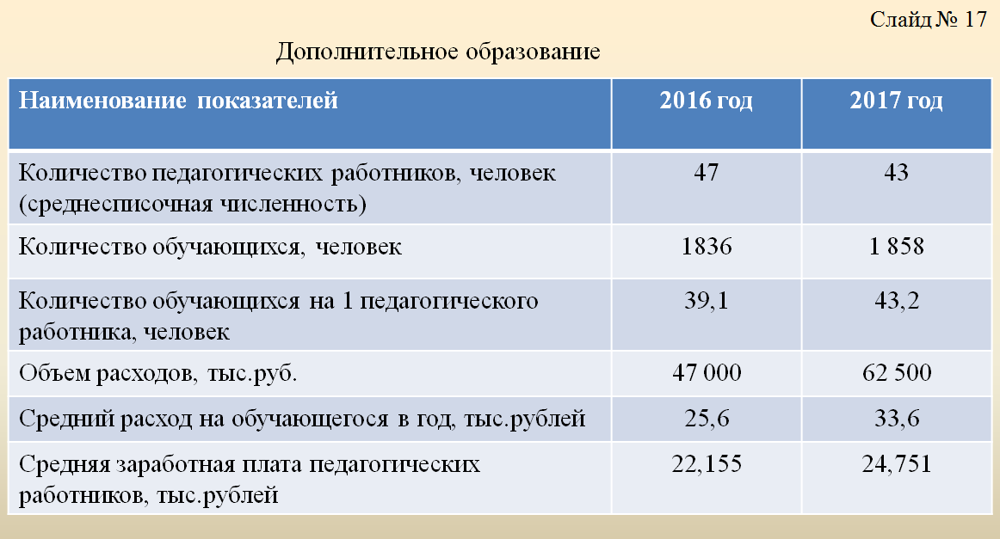 Слайд № 17
Дополнительное образование
Наименование показателей 2016 год 2017 год
Количество педагогических работников, человек 47 43
(среднесписочная численность)
Количество обучающихся, человек 1836 1 858
Количество обучающихся на 1 педагогического 39,1 43,2
работника, человек
Объем расходов, тыс.руб. 47 000 62 500
Средний расход на обучающегося в год, тыс.рублей 25,6 33,6
Средняя заработная плата педагогических 22,155 24,751
работников, тыс.рублей